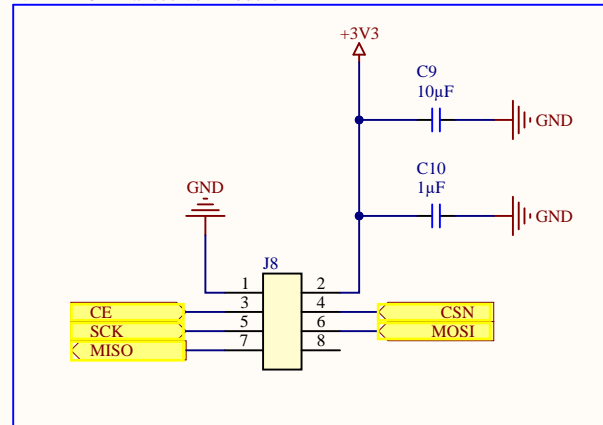 +3V3
C9
10µF
GND
C10
1µF
GND
GND
J8
1 2
CE 3 4 CSN
SCK 5 6 MOSI
MISO 7 8